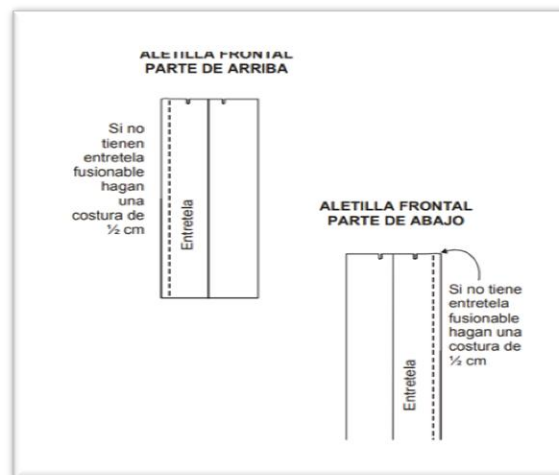 ALETILLA FRONTAL
PARTE DE ARRIBA
Si no
tienen
entretela
fusionable
hagan
una
costura de
½ cm
Entretela
ALETILLA FRONTAL
PARTE DE ABAJO
Si no tiene
entretela
fusionable
hagan una
costura de
½ cm
Entretela